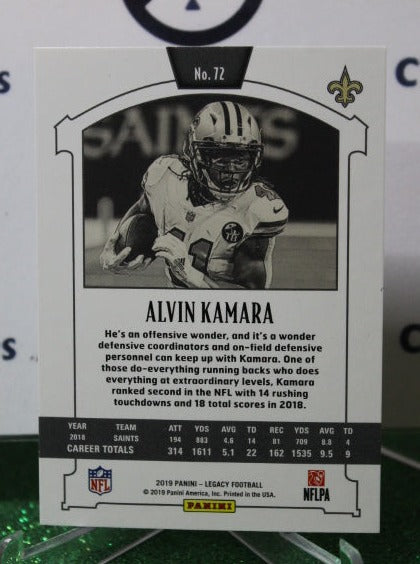 No. 72
SAINTS
41
ALVIN KAMARA
He's an offensive wonder, and it's a wonder
defensive coordinators and on-field defensive
personnel can keep up with Kamara. One of
those do-everything running backs who does
everything at extraordinary levels, Kamara
ranked second in the NFL with 14 rushing
touchdowns and 18 total scores in 2018.
YEAR TEAM ATT YDS AVG TD REC YDS AVG TD
2018 SAINTS 194 883 4.6 14 81 709 8.8 4
CAREER TOTALS 314 1611 5.1 22 162 1535 9.5 9
NFL
2019 PANINI – LEGACY FOOTBALL
© 2019 Panini America, Inc. Printed in the USA.
PANINI
NFLPA